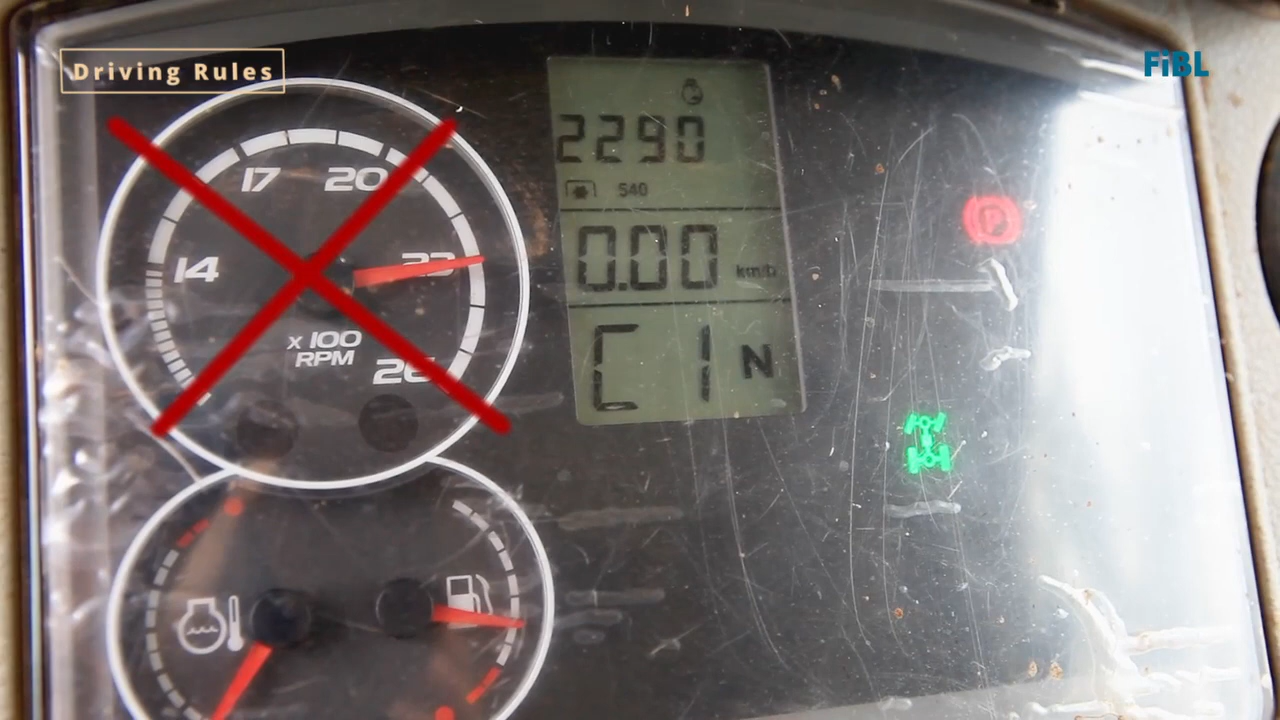 Driving Rules
FiBL
17
20
14
23
26
x 100
RPM
2290
540
0.00 km/h
C 1 N
P